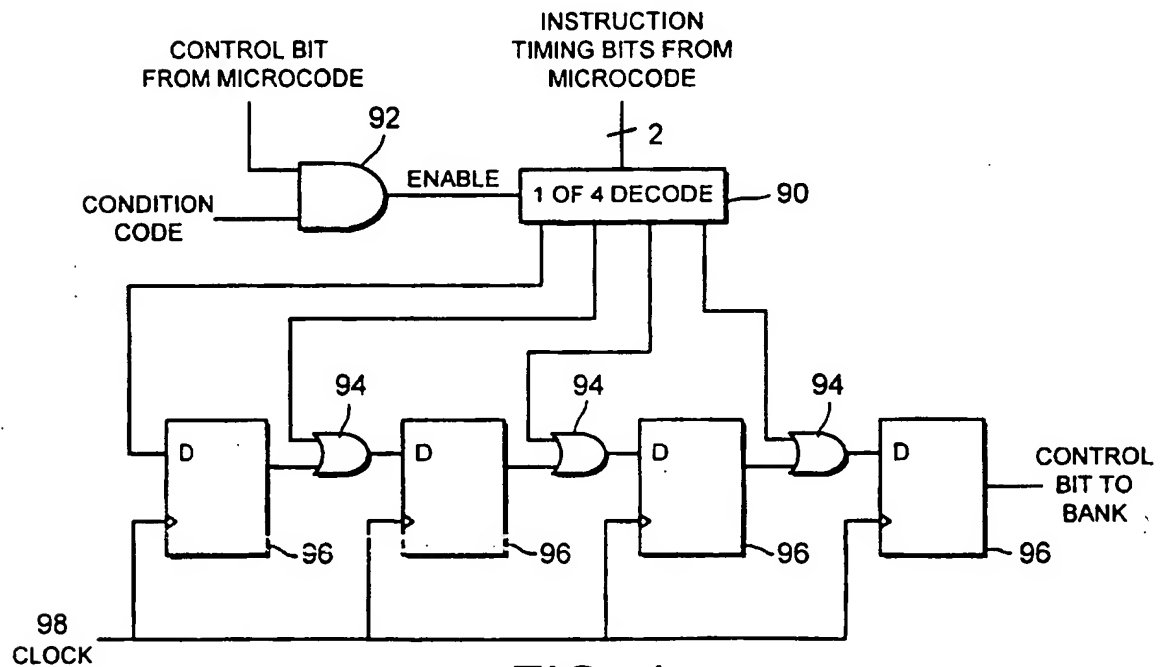 INSTRUCTION
TIMING BITS FROM
MICROCODE
CONTROL BIT
FROM MICROCODE
92
2
ENABLE
1 OF 4 DECODE
90
CONDITION
CODE
94
94
94
D
D
D
D
CONTROL
BIT TO
BANK
96
96
96
96
98
CLOCK